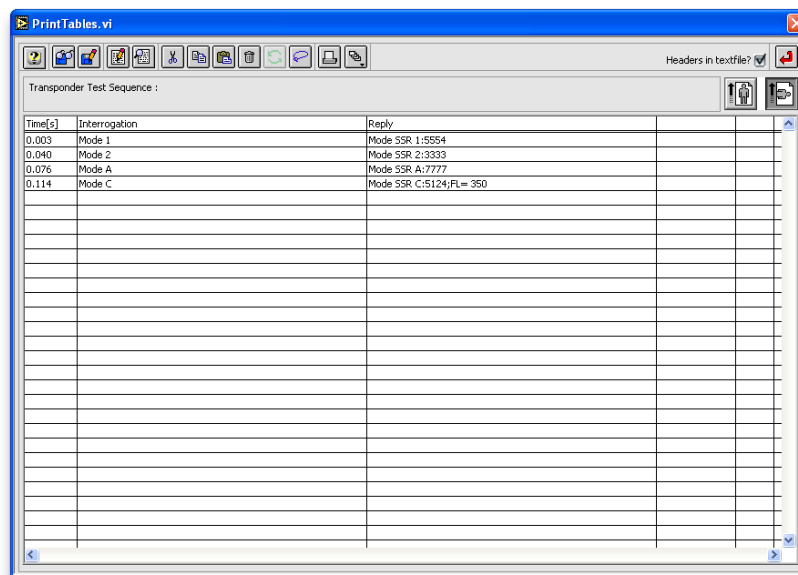 PrintTables.vi
Headers in textfile?
Transponder Test Sequence :
Time[s] Interrogation Reply
0.003 Mode 1 Mode SSR 1:5554
0.040 Mode 2 Mode SSR 2:3333
0.076 Mode A Mode SSR A:7777
0.114 Mode C Mode SSR C:5124;FL= 350